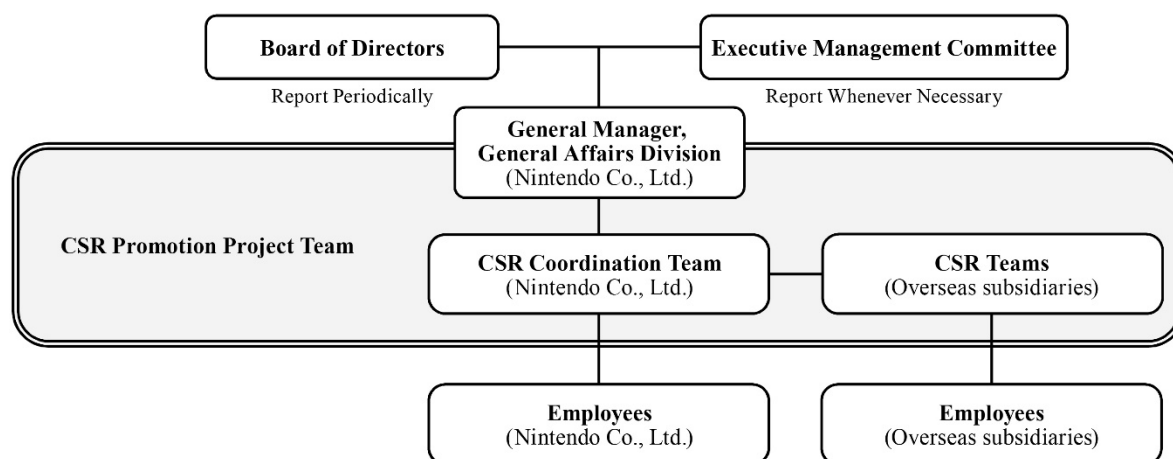 Board of Directors
Executive Management Committee
Report Periodically
Report Whenever Necessary
General Manager,
General Affairs Division
(Nintendo Co., Ltd.)
CSR Promotion Project Team
CSR Coordination Team
(Nintendo Co., Ltd.)
CSR Teams
(Overseas subsidiaries)
Employees
(Nintendo Co., Ltd.)
Employees
(Overseas subsidiaries)